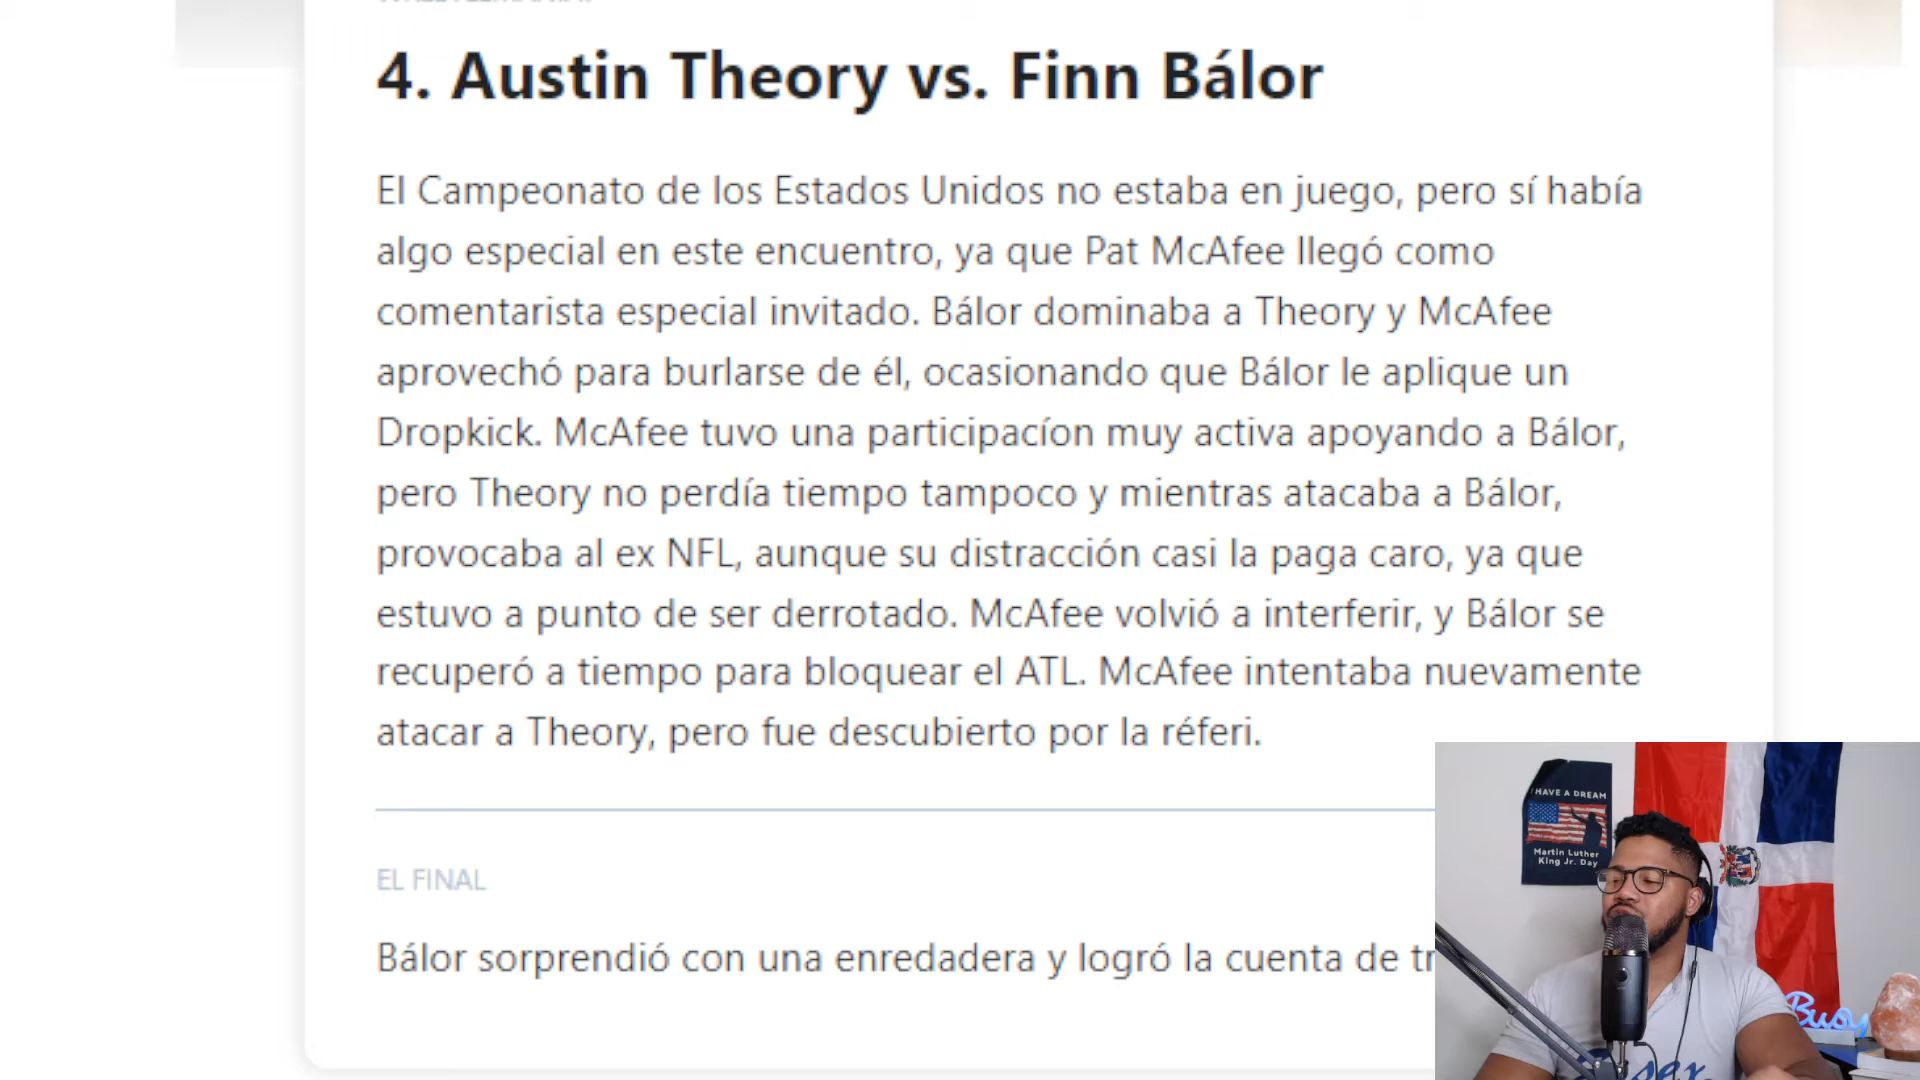 4. Austin Theory vs. Finn Bálor
El Campeonato de los Estados Unidos no estaba en juego, pero sí había
algo especial en este encuentro, ya que Pat McAfee llegó como
comentarista especial invitado. Bálor dominaba a Theory y McAfee
aprovechó para burlarse de él, ocasionando que Bálor le aplique un
Dropkick. McAfee tuvo una participacíon muy activa apoyando a Bálor,
pero Theory no perdía tiempo tampoco y mientras atacaba a Bálor,
provocaba al ex NFL, aunque su distracción casi la paga caro, ya que
estuvo a punto de ser derrotado. McAfee volvió a interferir, y Bálor se
recuperó a tiempo para bloquear el ATL. McAfee intentaba nuevamente
atacar a Theory, pero fue descubierto por la réferi.
EL FINAL
Bálor sorprendió con una enredadera y logró la cuenta de
I HAVE A DREAM
Martin Luther
King Jr. Day